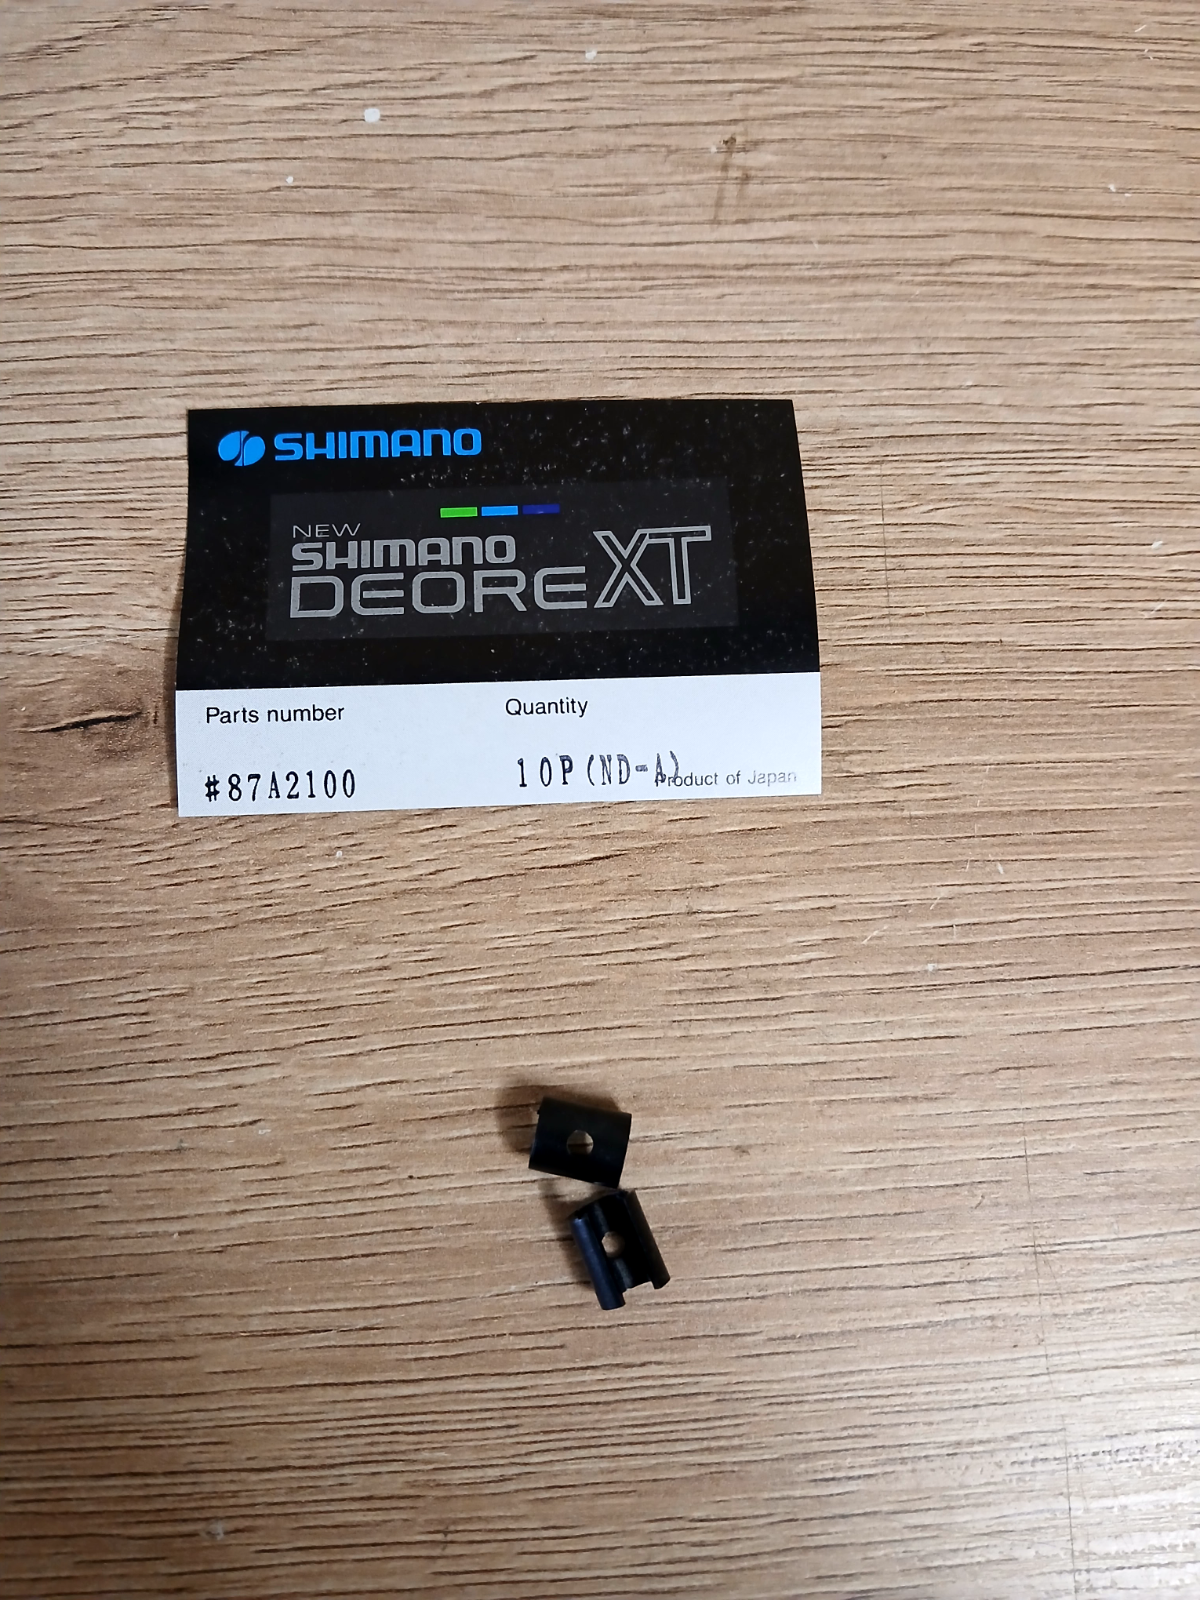 SHIMANO
NEW
SHIMANO
DEORE XT
Parts number Quantity
#87A2100 10P(ND-A)
Product of Japan